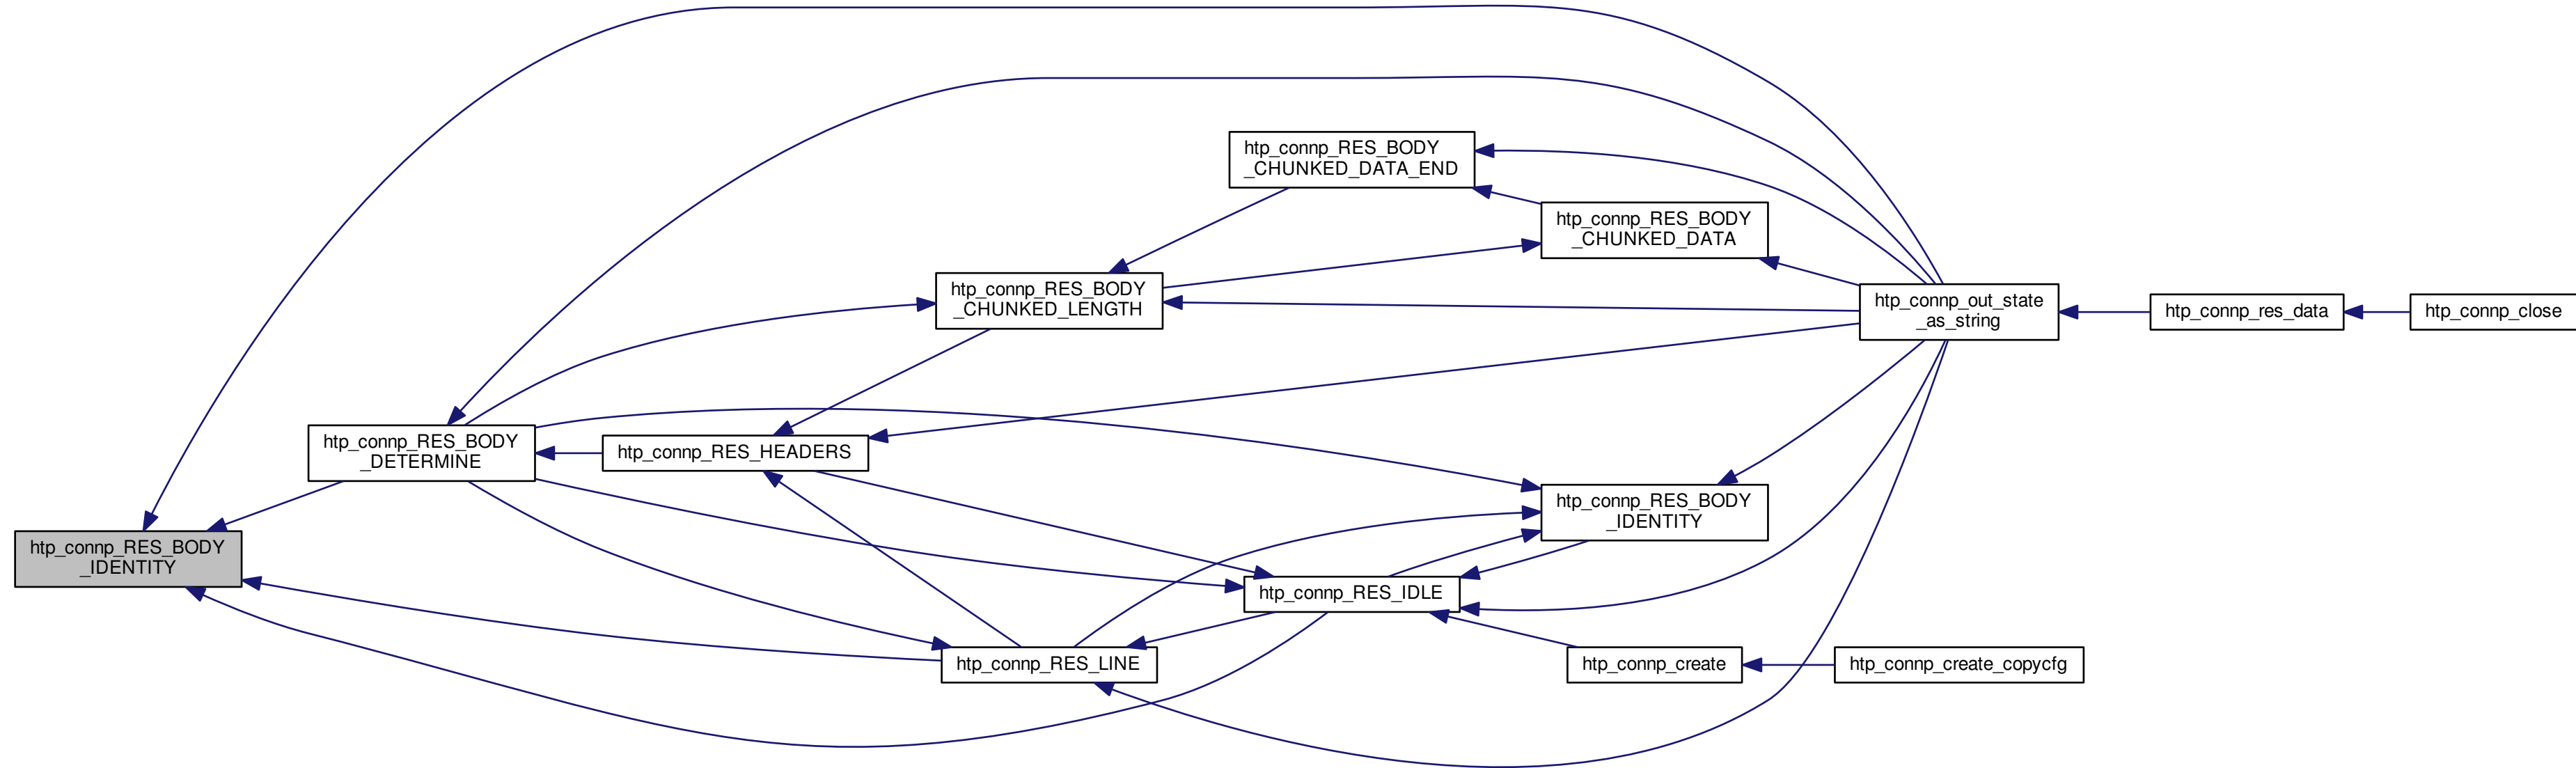 htp_connp_RES_BODY
_CHUNKED_DATA_END
htp_connp_RES_BODY
_CHUNKED_DATA
htp_connp_RES_BODY
_CHUNKED_LENGTH
htp_connp_out_state
_as_string
htp_connp_res_data
htp_connp_close
htp_connp_RES_BODY
_DETERMINE
htp_connp_RES_HEADERS
htp_connp_RES_BODY
_IDENTITY
htp_connp_RES_BODY
_IDENTITY
htp_connp_RES_IDLE
htp_connp_RES_LINE
htp_connp_create
htp_connp_create_copycfg